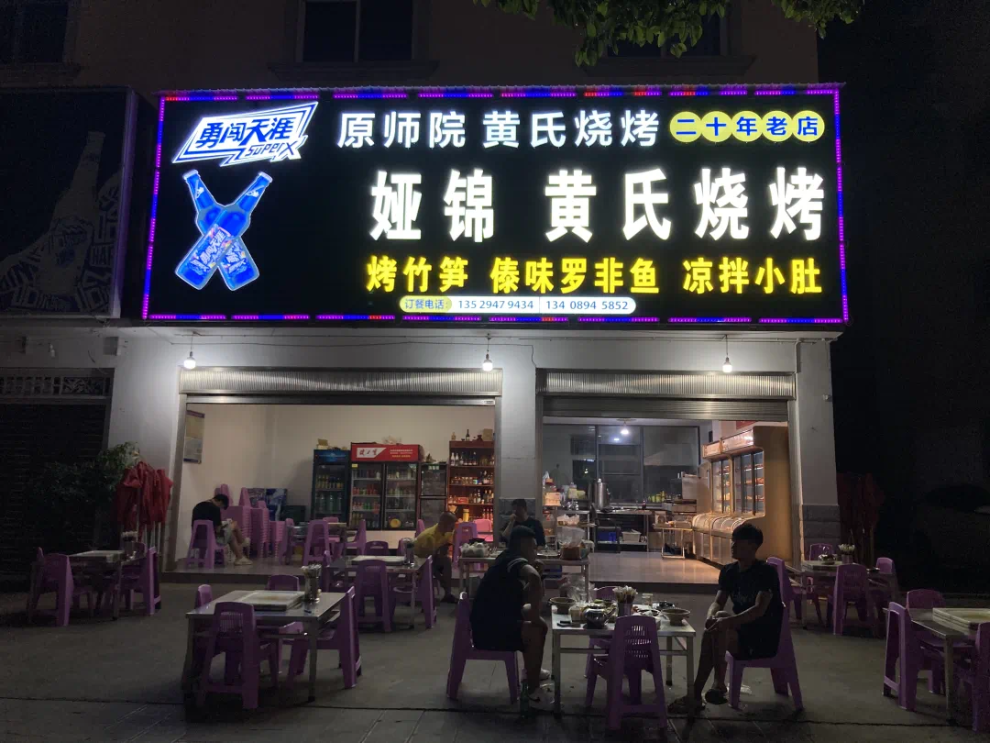 勇闯天涯
superX
原师院 黄氏烧烤 二十年老店
娅锦 黄氏烧烤
烤竹笋 傣味罗非鱼 凉拌小肚
订餐电话 135 2947 9434 134 0894 5852